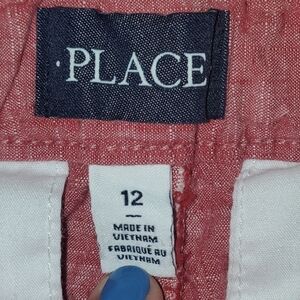 ·PLACE
12
MADE IN
VIETNAM
FABRIQUÉ AU
VIETNAM